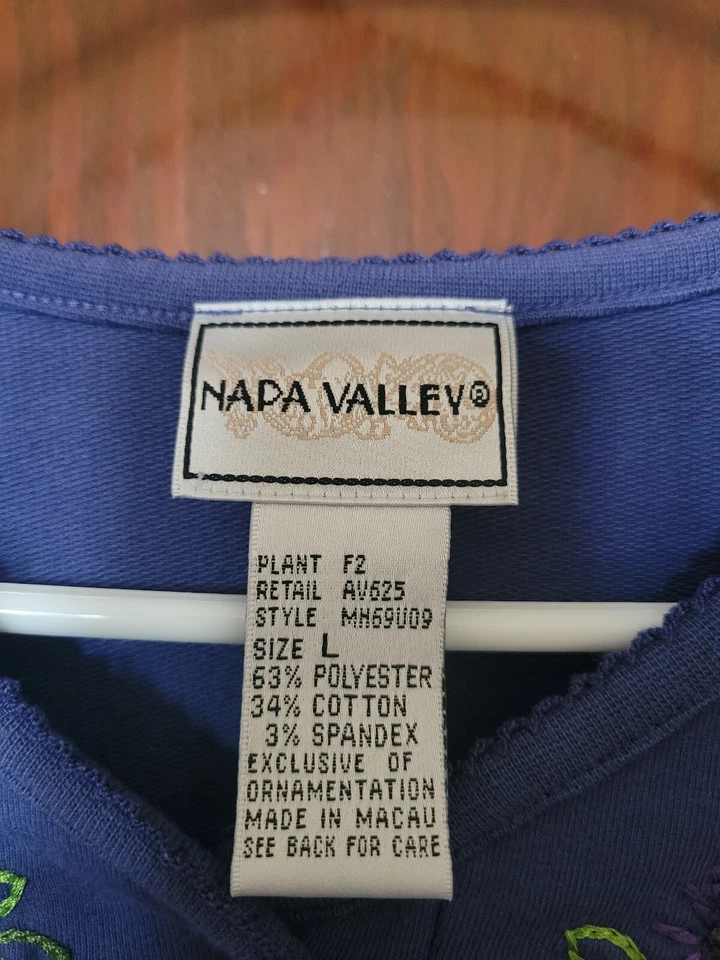 NAPA VALLEY®
PLANT F2
RETAIL AV625
STYLE MH69U09
SIZE L
63% POLYESTER
34% COTTON
3% SPANDEX
EXCLUSIVE OF
ORNAMENTATION
MADE IN MACAU
SEE BACK FOR CARE